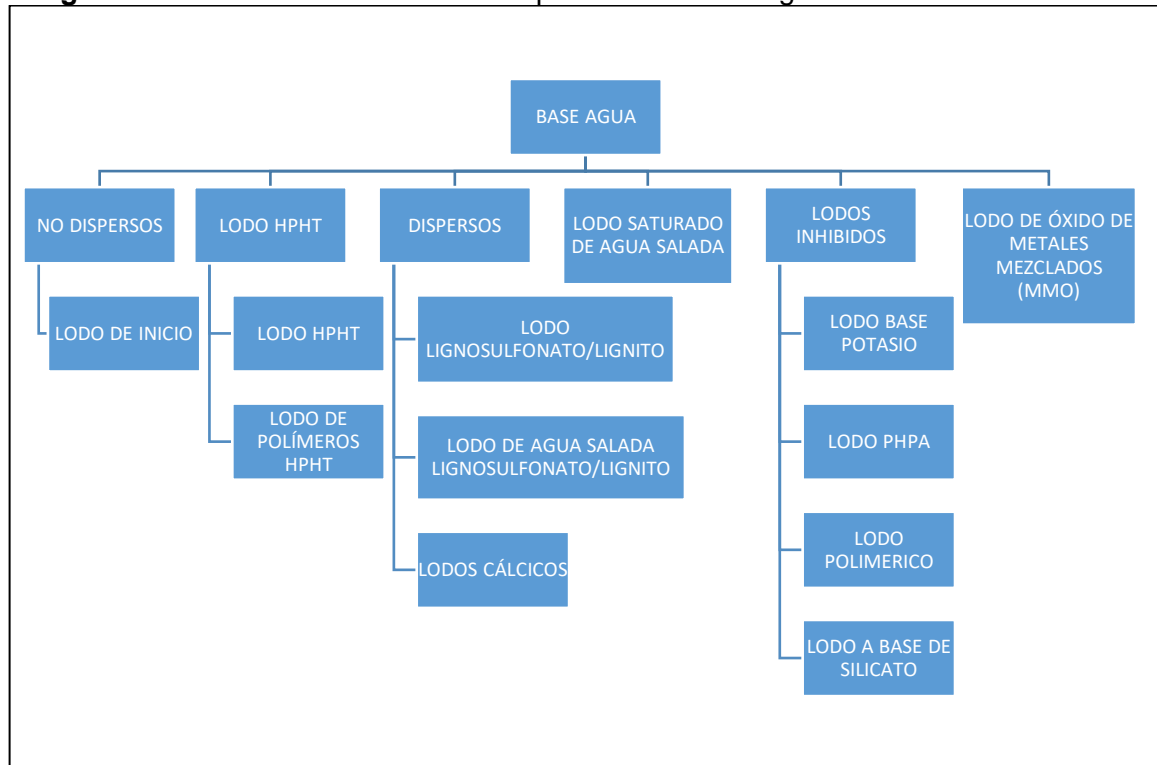 BASE AGUA
NO DISPERSOS
LODO HPHT
DISPERSOS
LODO SATURADO
DE AGUA SALADA
LODOS
INHIBIDOS
LODO DE ÓXIDO DE
METALES
MEZCLADOS
(MMO)
LODO DE INICIO
LODO HPHT
LODO DE
POLÍMEROS
HPHT
LODO
LIGNOSULFONATO/LIGNITO
LODO DE AGUA SALADA
LIGNOSULFONATO/LIGNITO
LODOS CÁLCICOS
LODO BASE
POTASIO
LODO PHPA
LODO
POLIMERICO
LODO A BASE DE
SILICATO